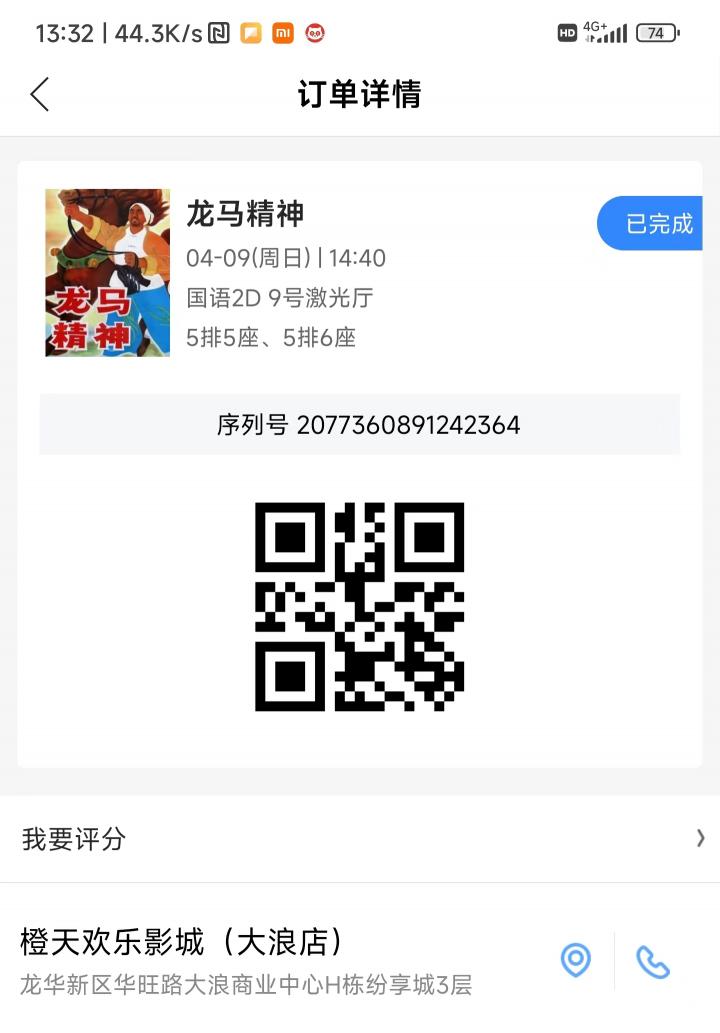 13:32 | 44.3K/s
HD 4G+ 74
订单详情
龙马精神
已完成
04-09(周日) | 14:40
国语2D 9号激光厅
5排5座、5排6座
龙马
精神
序列号 2077360891242364
我要评分
橙天欢乐影城（大浪店）
龙华新区华旺路大浪商业中心H栋纷享城3层